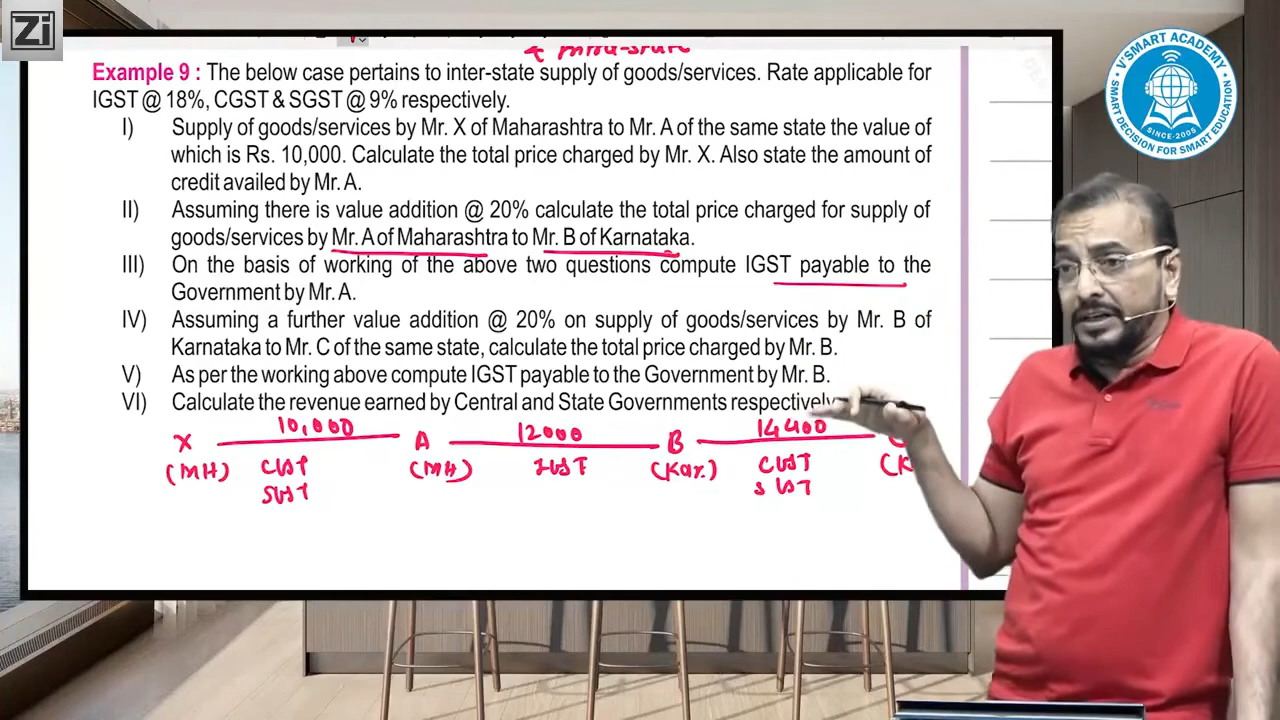 Zi
& intra-state
Example 9 : The below case pertains to inter-state supply of goods/services. Rate applicable for
IGST @ 18%, CGST & SGST @ 9% respectively.
I) Supply of goods/services by Mr. X of Maharashtra to Mr. A of the same state the value of
which is Rs. 10,000. Calculate the total price charged by Mr. X. Also state the amount of
credit availed by Mr. A.
II) Assuming there is value addition @ 20% calculate the total price charged for supply of
goods/services by Mr. A of Maharashtra to Mr. B of Karnataka.
III) On the basis of working of the above two questions compute IGST payable to the
Government by Mr. A.
IV) Assuming a further value addition @ 20% on supply of goods/services by Mr. B of
Karnataka to Mr. C of the same state, calculate the total price charged by Mr. B.
V) As per the working above compute IGST payable to the Government by Mr. B.
VI) Calculate the revenue earned by Central and State Governments respectively
X 10,000 A 12000 B 14400
(MH) CGST (MH) IGST (Kar.) CGST (K
SGST SGST
V'SMART ACADEMY
SINCE-2005
SMART DECISION FOR SMART EDUCATION